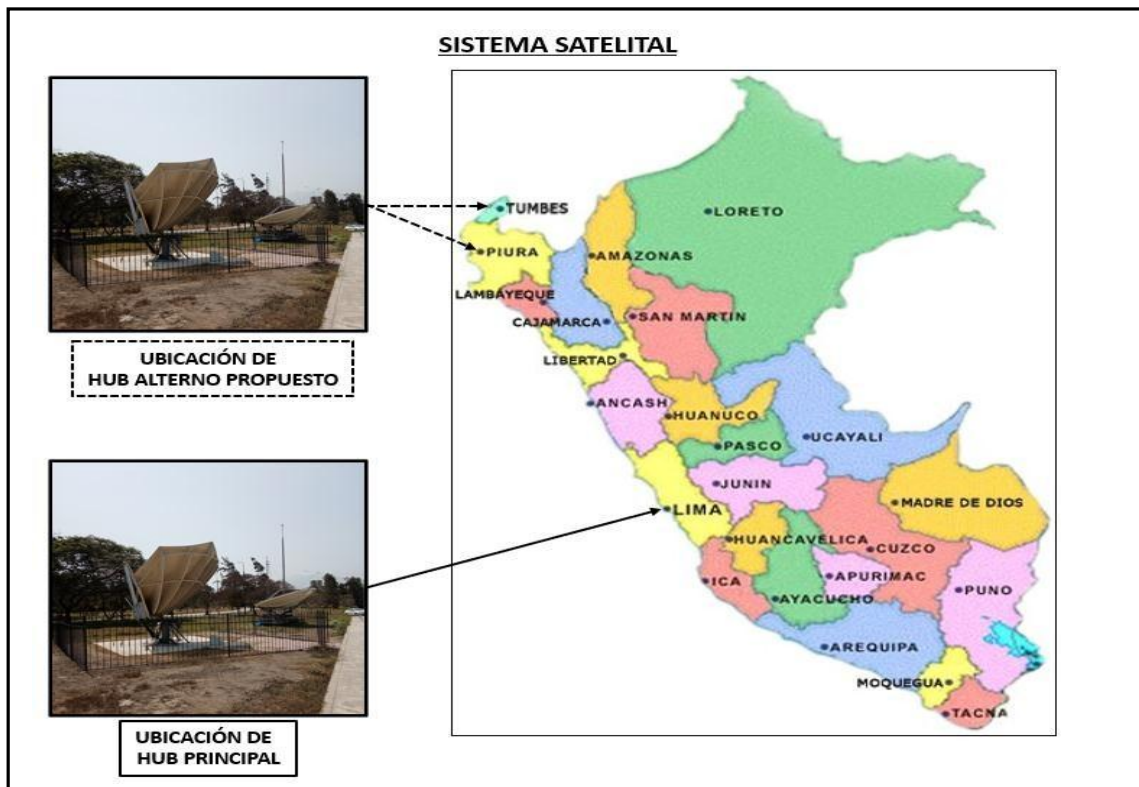 SISTEMA SATELITAL
UBICACIÓN DE
HUB ALTERNO PROPUESTO
UBICACIÓN DE
HUB PRINCIPAL
TUMBES
LORETO
PIURA
AMAZONAS
LAMBAYEQUE
CAJAMARCA
SAN MARTIN
LIBERTAD
ANCASH
HUANUCO
UCAYALI
PASCO
JUNIN
MADRE DE DIOS
LIMA
HUANCAVELICA
CUZCO
ICA
APURIMAC
PUNO
AYACUCHO
AREQUIPA
MOQUEGUA
TACNA